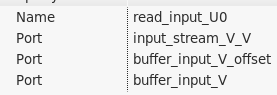 Name read_input_U0
Port input_stream_V_V
Port buffer_input_V_offset
Port buffer_input_V